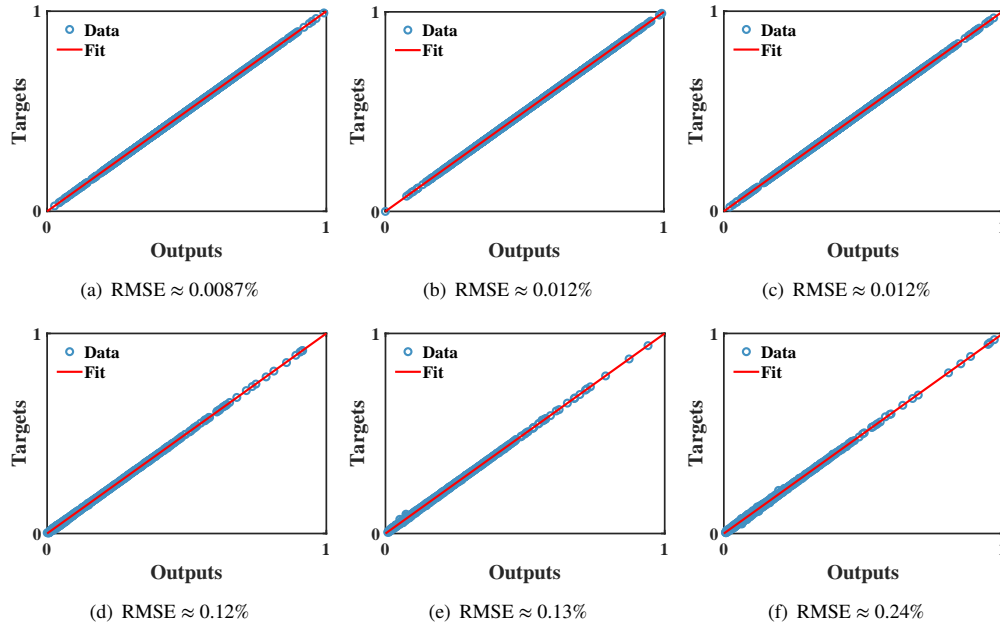 1
Data
Fit
Targets
0
0
1
Outputs
(a) RMSE ≈ 0.0087%
1
Data
Fit
Targets
0
0
1
Outputs
(b) RMSE ≈ 0.012%
1
Data
Fit
Targets
0
0
1
Outputs
(c) RMSE ≈ 0.012%
1
Data
Fit
Targets
0
0
1
Outputs
(d) RMSE ≈ 0.12%
1
Data
Fit
Targets
0
0
1
Outputs
(e) RMSE ≈ 0.13%
1
Data
Fit
Targets
0
0
1
Outputs
(f) RMSE ≈ 0.24%